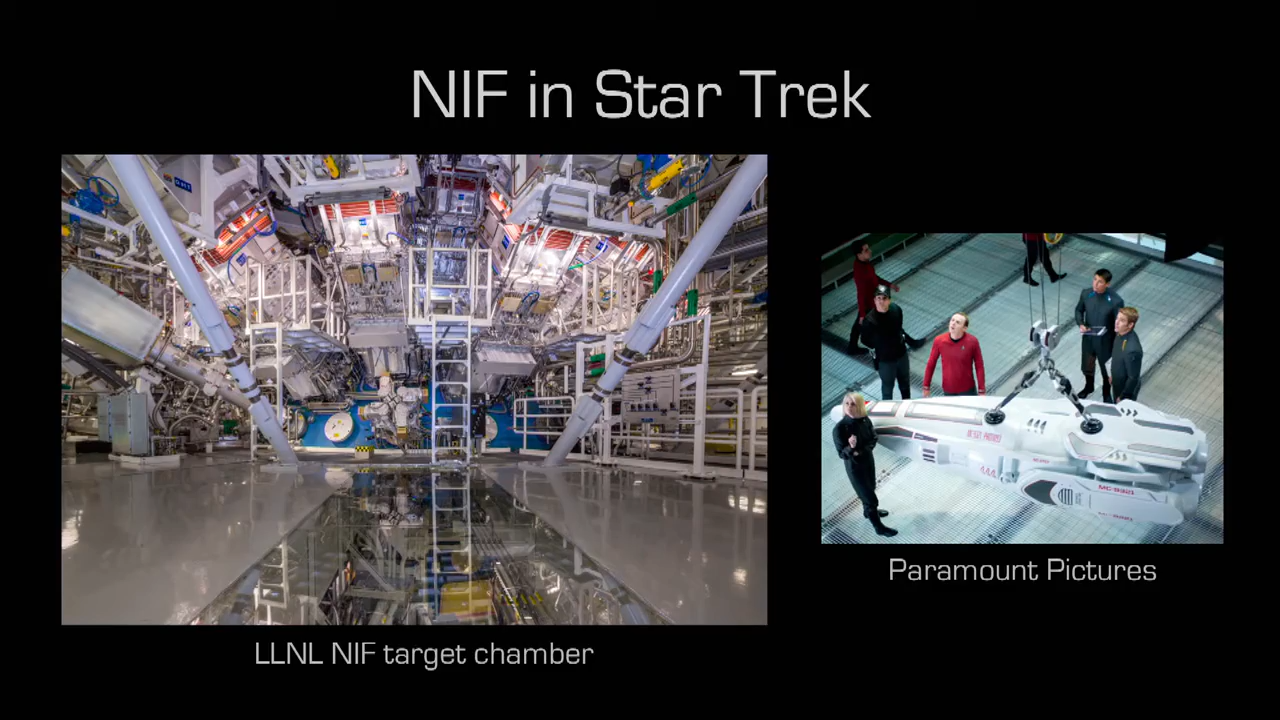 NIF in Star Trek
LLNL NIF target chamber
Paramount Pictures